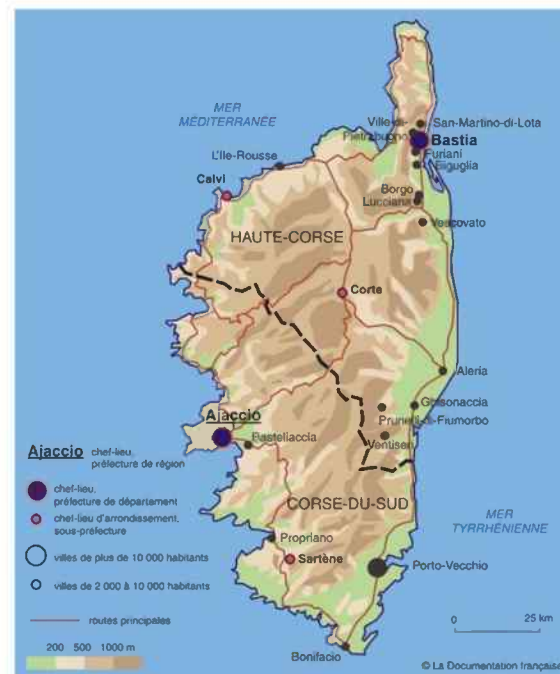 MER
MÉDITERRANÉE
Ville-di-
Pietrabugno
San-Martino-di-Lota
Bastia
Furiani
Biguglia
L'Ile-Rousse
Calvi
Borgo
Lucciana
Vescovato
HAUTE-CORSE
Corte
Aleria
Ghisonaccia
Prunelli-di-Fiumorbo
Ventiseri
Ajaccio
Bastellaccia
CORSE-DU-SUD
Propriano
Sartène
Porto-Vecchio
Bonifacio
MER
TYRRHÉNIENNE
Ajaccio chef-lieu,
préfecture de région
chef-lieu,
préfecture de département
chef-lieu d'arrondissement,
sous-préfecture
villes de plus de 10 000 habitants
villes de 2 000 à 10 000 habitants
routes principales
200 500 1000 m
0 25 km
© La Documentation française